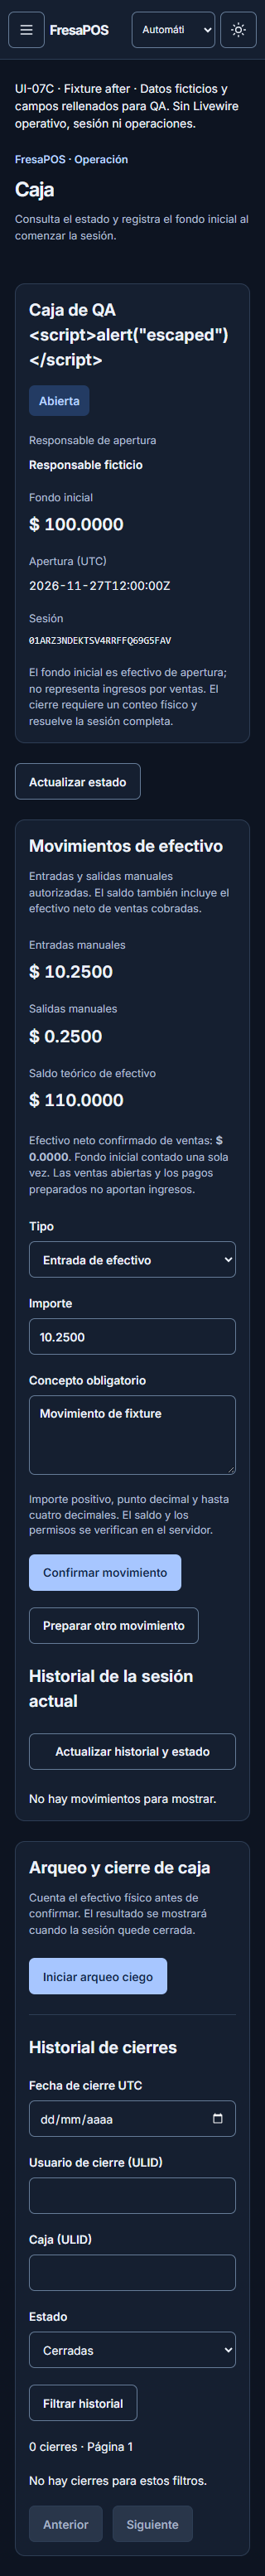 FresaPOS
Automáti
UI-07C · Fixture after · Datos ficticios y
campos rellenados para QA. Sin Livewire
operativo, sesión ni operaciones.
FresaPOS · Operación
Caja
Consulta el estado y registra el fondo inicial al
comenzar la sesión.
Caja de QA
<script>alert("escaped")
</script>
Abierta
Responsable de apertura
Responsable ficticio
Fondo inicial
$ 100.0000
Apertura (UTC)
2026-11-27T12:00:00Z
Sesión
01ARZ3NDEKTSV4RRFFQ69G5FAV
El fondo inicial es efectivo de apertura;
no representa ingresos por ventas. El
cierre requiere un conteo físico y
resuelve la sesión completa.
Actualizar estado
Movimientos de efectivo
Entradas y salidas manuales
autorizadas. El saldo también incluye el
efectivo neto de ventas cobradas.
Entradas manuales
$ 10.2500
Salidas manuales
$ 0.2500
Saldo teórico de efectivo
$ 110.0000
Efectivo neto confirmado de ventas: $
0.0000. Fondo inicial contado una sola
vez. Las ventas abiertas y los pagos
preparados no aportan ingresos.
Tipo
Entrada de efectivo
Importe
10.2500
Concepto obligatorio
Movimiento de fixture
Importe positivo, punto decimal y hasta
cuatro decimales. El saldo y los
permisos se verifican en el servidor.
Confirmar movimiento
Preparar otro movimiento
Historial de la sesión
actual
Actualizar historial y estado
No hay movimientos para mostrar.
Arqueo y cierre de caja
Cuenta el efectivo físico antes de
confirmar. El resultado se mostrará
cuando la sesión quede cerrada.
Iniciar arqueo ciego
Historial de cierres
Fecha de cierre UTC
dd/mm/aaaa
Usuario de cierre (ULID)
Caja (ULID)
Estado
Cerradas
Filtrar historial
0 cierres · Página 1
No hay cierres para estos filtros.
Anterior
Siguiente